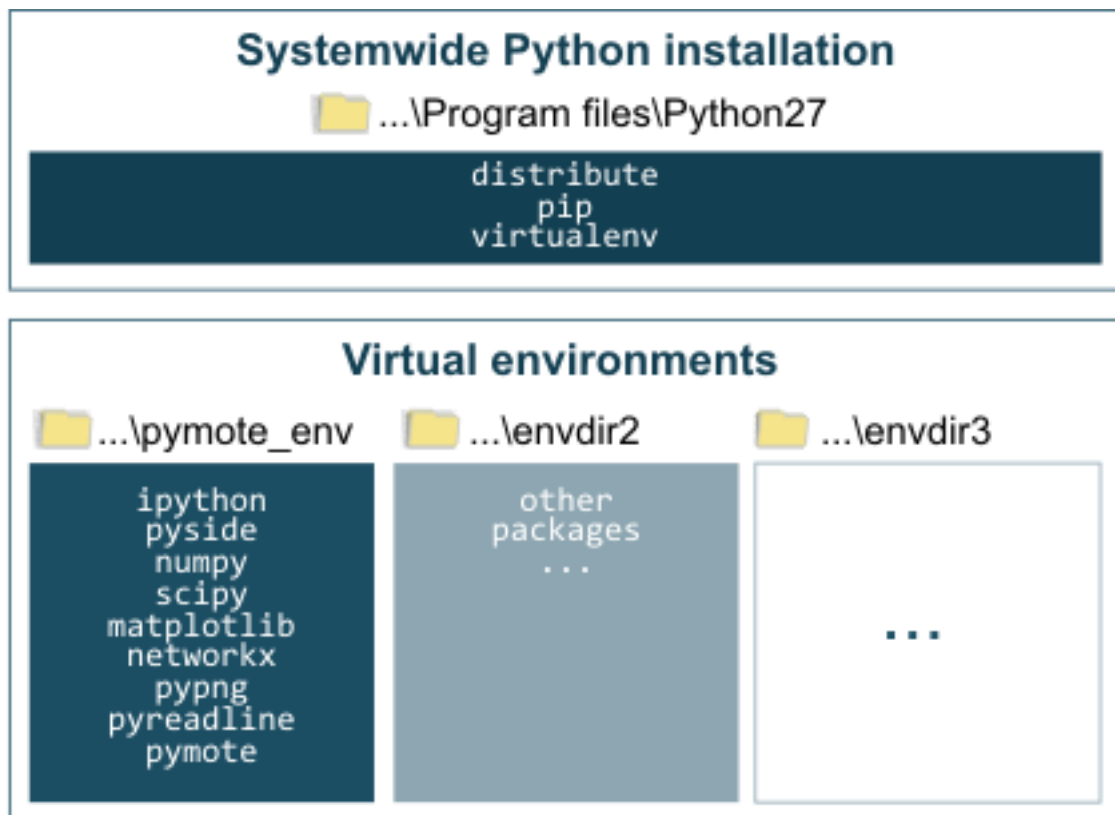 Systemwide Python installation
...\Program files\Python27
distribute
pip
virtualenv
Virtual environments
...\pymote_env
ipython
pyside
numpy
scipy
matplotlib
networkx
pypng
pyreadline
pymote
...\envdir2
other
packages
...
...\envdir3
...